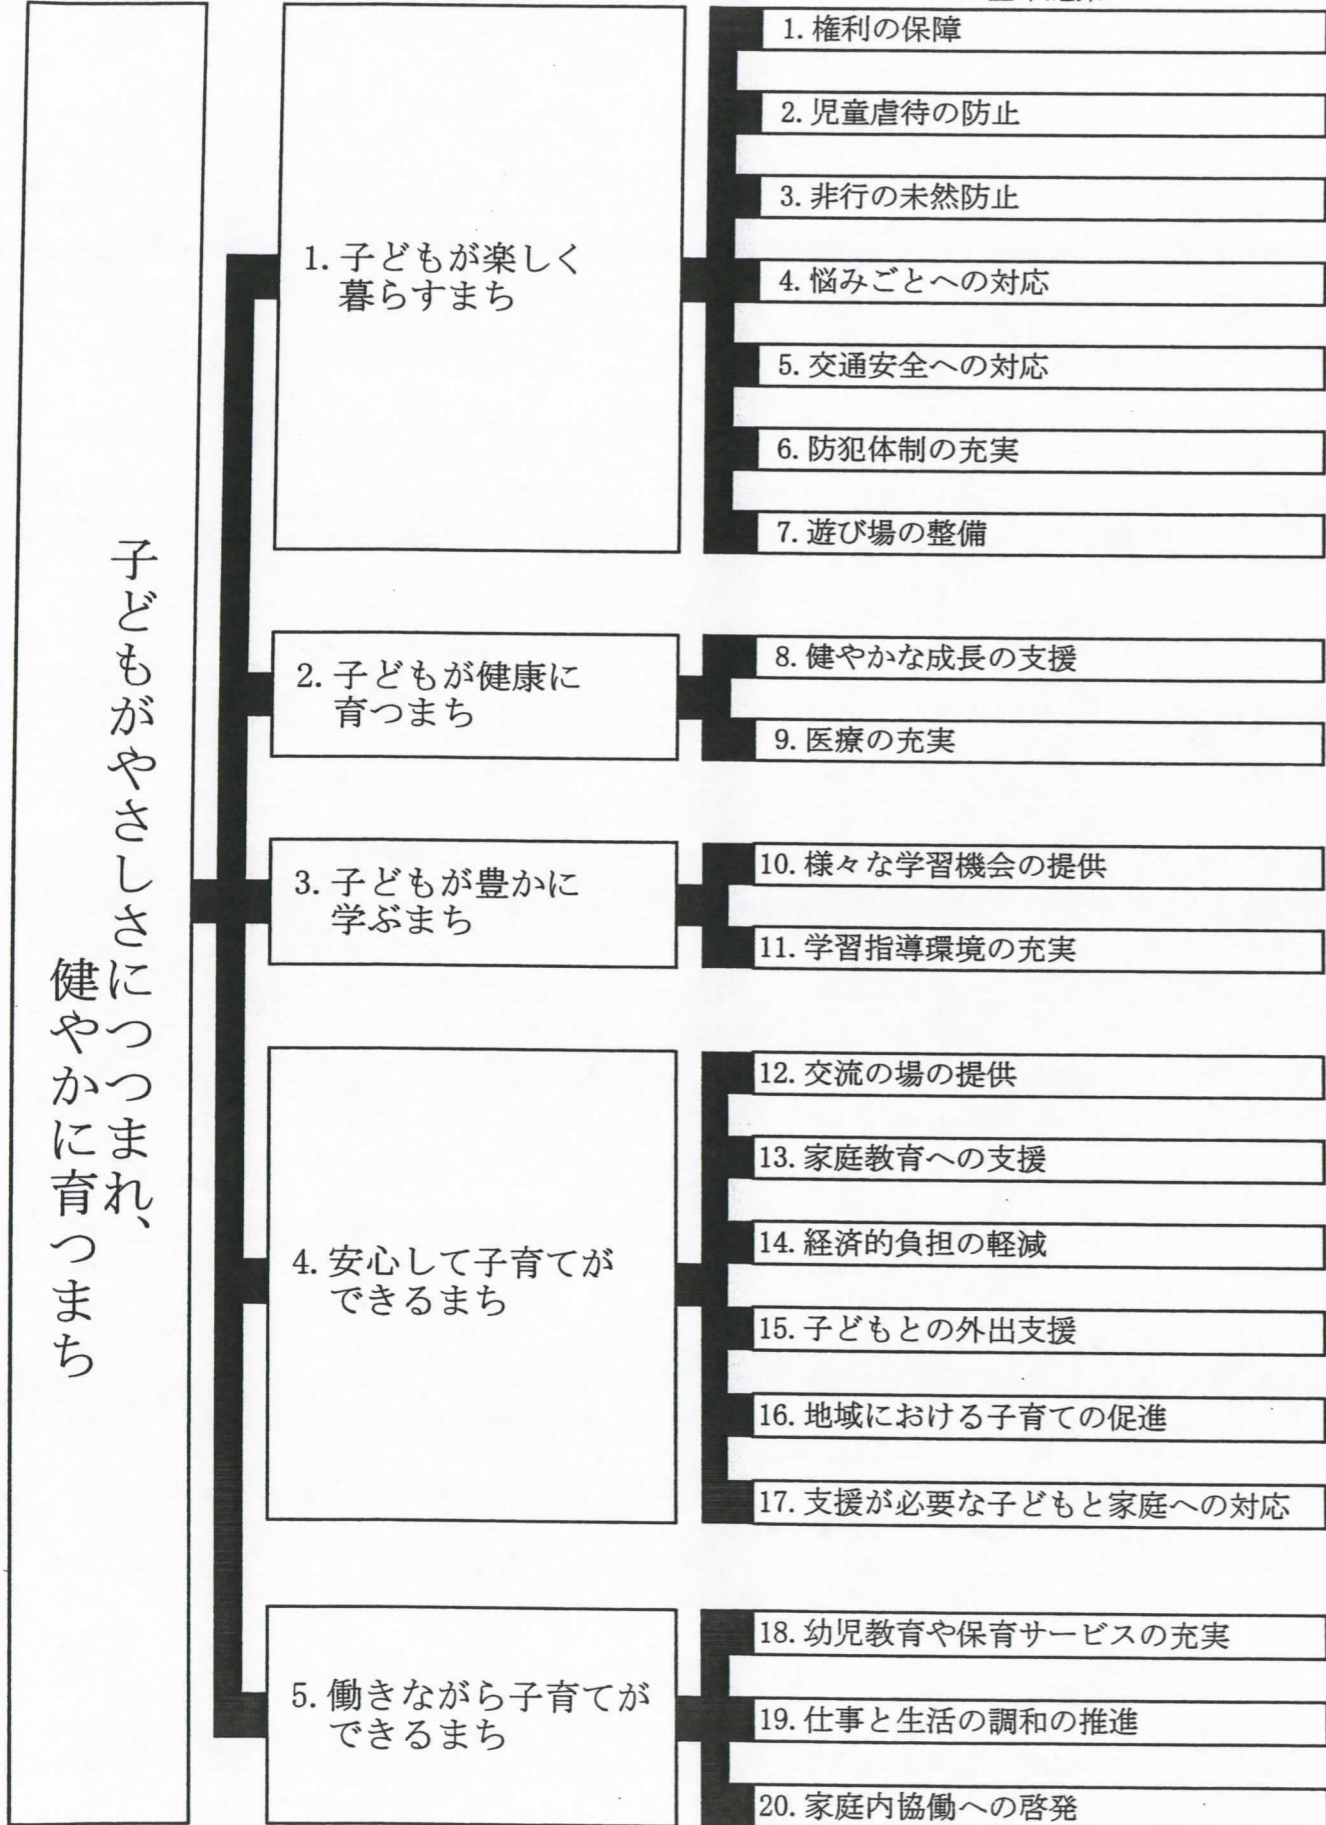 子どもがやさしさにつつまれ、
健やかに育つまち
1. 子どもが楽しく
暮らすまち
1. 権利の保障
2. 児童虐待の防止
3. 非行の未然防止
4. 悩みごとへの対応
5. 交通安全への対応
6. 防犯体制の充実
7. 遊び場の整備
2. 子どもが健康に
育つまち
8. 健やかな成長の支援
9. 医療の充実
3. 子どもが豊かに
学ぶまち
10. 様々な学習機会の提供
11. 学習指導環境の充実
4. 安心して子育てが
できるまち
12. 交流の場の提供
13. 家庭教育への支援
14. 経済的負担の軽減
15. 子どもとの外出支援
16. 地域における子育ての促進
17. 支援が必要な子どもと家庭への対応
5. 働きながら子育てが
できるまち
18. 幼児教育や保育サービスの充実
19. 仕事と生活の調和の推進
20. 家庭内協働への啓発